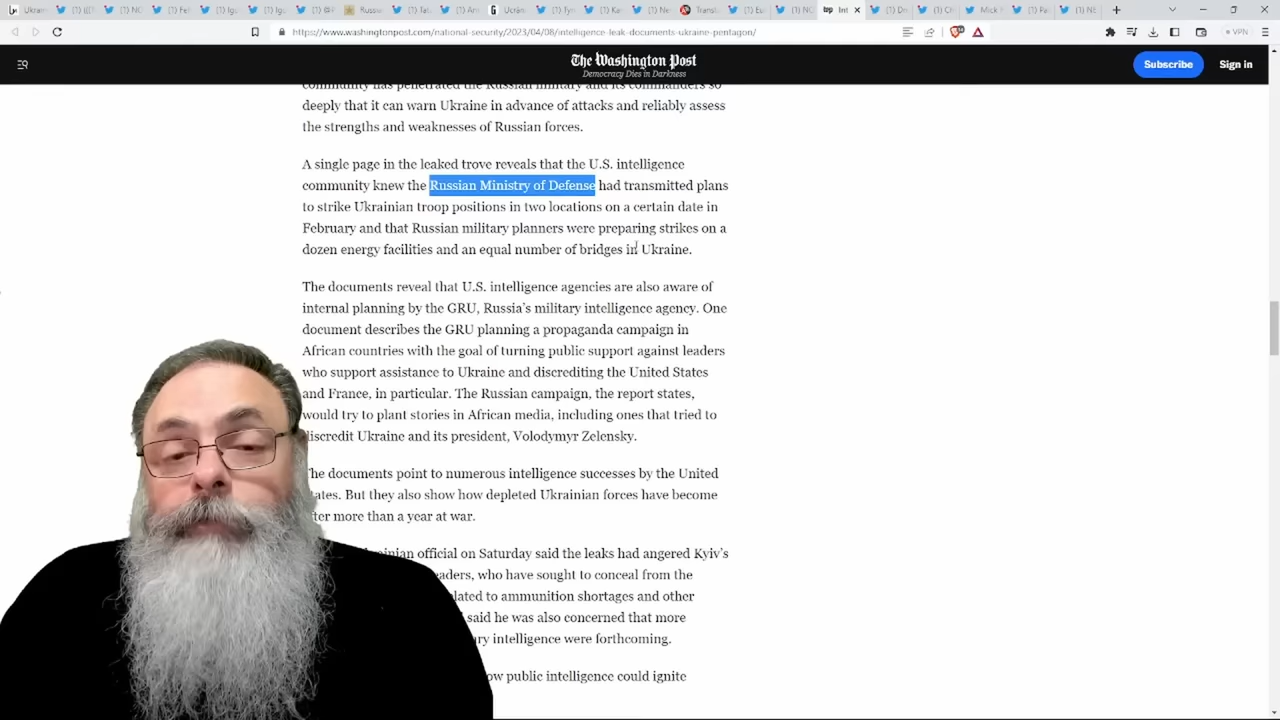 https://www.washingtonpost.com/national-security/2023/04/08/intelligence-leak-documents-ukraine-pentagon/
VPN
The Washington Post
Democracy Dies in Darkness
Subscribe
Sign in
community has penetrated the Russian military and its commanders so
deeply that it can warn Ukraine in advance of attacks and reliably assess
the strengths and weaknesses of Russian forces.
A single page in the leaked trove reveals that the U.S. intelligence
community knew the Russian Ministry of Defense had transmitted plans
to strike Ukrainian troop positions in two locations on a certain date in
February and that Russian military planners were preparing strikes on a
dozen energy facilities and an equal number of bridges in Ukraine.
The documents reveal that U.S. intelligence agencies are also aware of
internal planning by the GRU, Russia's military intelligence agency. One
document describes the GRU planning a propaganda campaign in
African countries with the goal of turning public support against leaders
who support assistance to Ukraine and discrediting the United States
and France, in particular. The Russian campaign, the report states,
would try to plant stories in African media, including ones that tried to
discredit Ukraine and its president, Volodymyr Zelensky.
The documents point to numerous intelligence successes by the United
States. But they also show how depleted Ukrainian forces have become
after more than a year at war.
official on Saturday said the leaks had angered Kyiv's
who have sought to conceal from the
to ammunition shortages and other
said he was also concerned that more
intelligence were forthcoming.
public intelligence could ignite